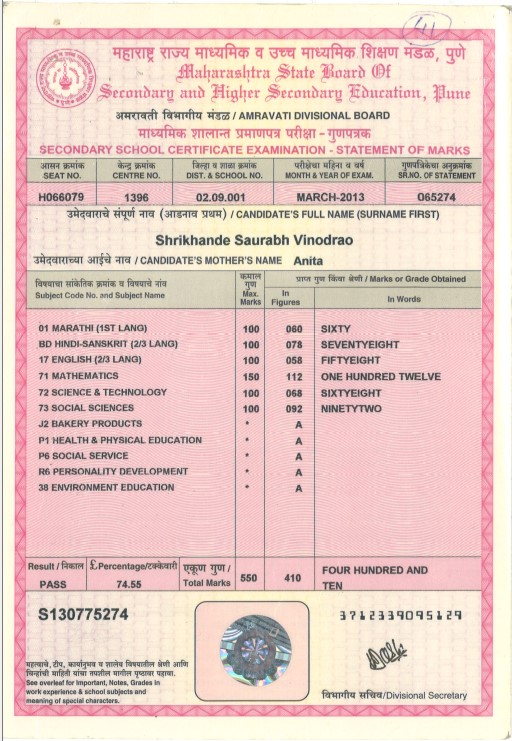 41
महाराष्ट्र राज्य माध्यमिक व उच्च माध्यमिक शिक्षण मंडळ, पुणे
Maharashtra State Board Of
Secondary and Higher Secondary Education, Pune
अमरावती विभागीय मंडळ / AMRAVATI DIVISIONAL BOARD
माध्यमिक शालान्त प्रमाणपत्र परीक्षा - गुणपत्रक
SECONDARY SCHOOL CERTIFICATE EXAMINATION - STATEMENT OF MARKS
आसन क्रमांक केन्द्र क्रमांक जिल्हा व शाळा क्रमांक परीक्षेचा महिना व वर्ष गुणपत्रिकेचा अनुक्रमांक
SEAT NO. CENTRE NO. DIST. & SCHOOL NO. MONTH & YEAR OF EXAM. SR.NO. OF STATEMENT
H066079 1396 02.09.001 MARCH-2013 065274
उमेदवाराचे संपूर्ण नाव (आडनाव प्रथम) / CANDIDATE'S FULL NAME (SURNAME FIRST)
Shrikhande Saurabh Vinodrao
उमेदवाराच्या आईचे नाव / CANDIDATE'S MOTHER'S NAME Anita
विषयाचा सांकेतिक क्रमांक व विषयाचे नांव
Subject Code No. and Subject Name
कमाल
गुण
Max.
Marks
प्राप्त गुण किंवा श्रेणी / Marks or Grade Obtained
In
Figures
In Words
01 MARATHI (1ST LANG) 100 060 SIXTY
BD HINDI-SANSKRIT (2/3 LANG) 100 078 SEVENTYEIGHT
17 ENGLISH (2/3 LANG) 100 058 FIFTYEIGHT
71 MATHEMATICS 150 112 ONE HUNDRED TWELVE
72 SCIENCE & TECHNOLOGY 100 068 SIXTYEIGHT
73 SOCIAL SCIENCES 100 092 NINETYTWO
J2 BAKERY PRODUCTS * A
P1 HEALTH & PHYSICAL EDUCATION * A
P6 SOCIAL SERVICE * A
R6 PERSONALITY DEVELOPMENT * A
38 ENVIRONMENT EDUCATION * A
Result / निकाल £.Percentage/टक्केवारी एकूण गुण /
Total Marks
PASS 74.55 550 410 FOUR HUNDRED AND
TEN
S130775274
3712339095129
महत्वाचे, टीप, कार्यानुभव व शालेय विषयातील श्रेणी आणि
चिन्हांची माहिती यांचा तपशील मागील पृष्ठावर पहावा.
See overleaf for Important, Notes, Grades in
work experience & school subjects and
meaning of special characters.
विभागीय सचिव/Divisional Secretary